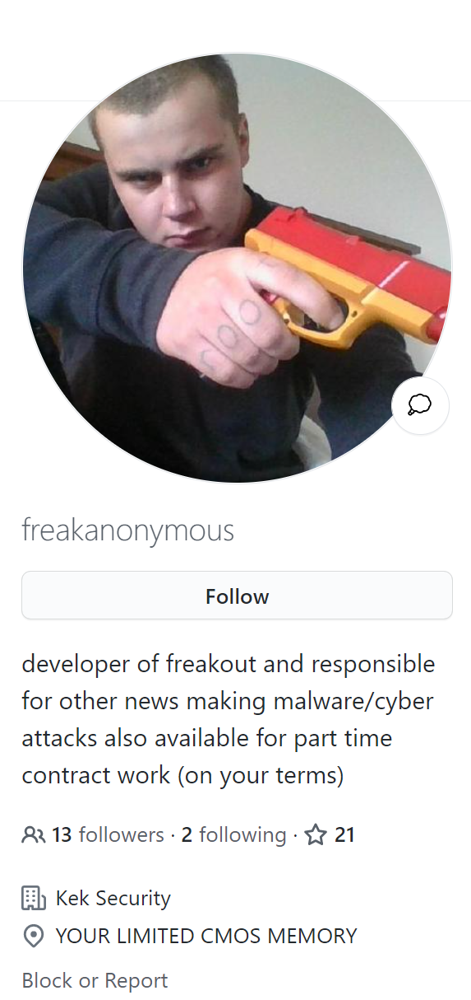 freakanonymous
Follow
developer of freakout and responsible
for other news making malware/cyber
attacks also available for part time
contract work (on your terms)
13 followers · 2 following · 21
Kek Security
YOUR LIMITED CMOS MEMORY
Block or Report